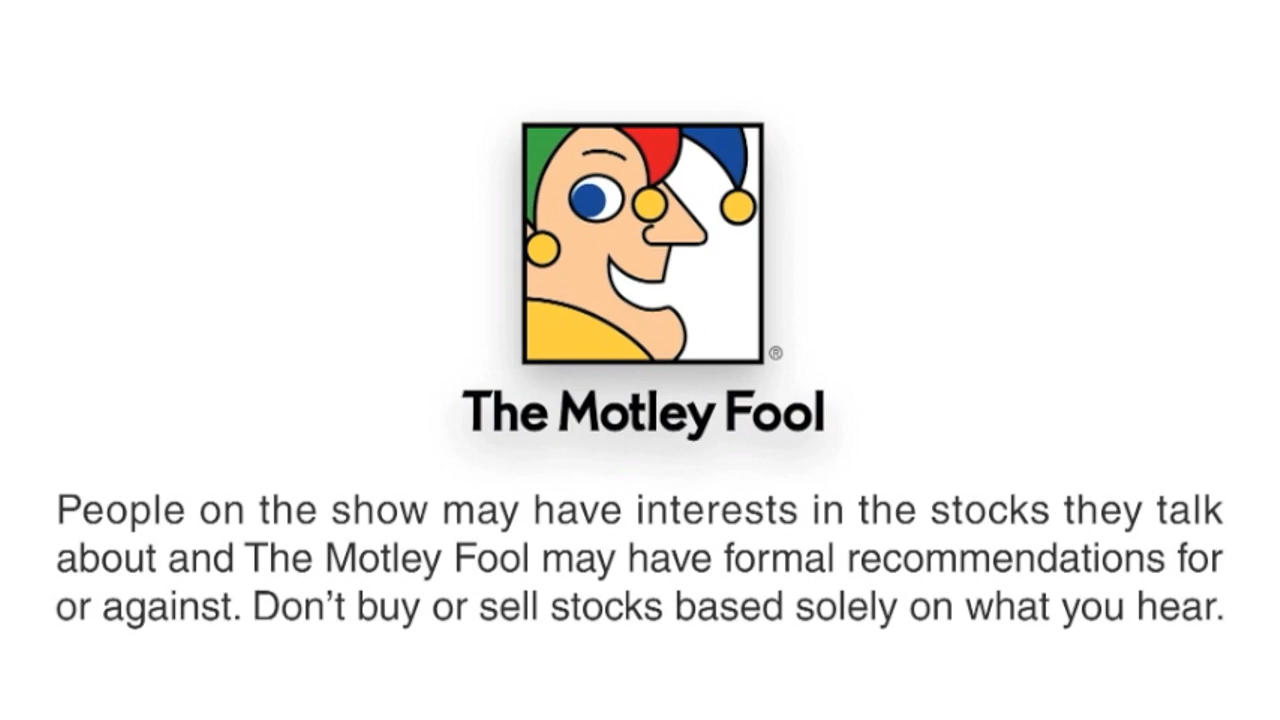 ®
The Motley Fool
People on the show may have interests in the stocks they talk
about and The Motley Fool may have formal recommendations for
or against. Don’t buy or sell stocks based solely on what you hear.